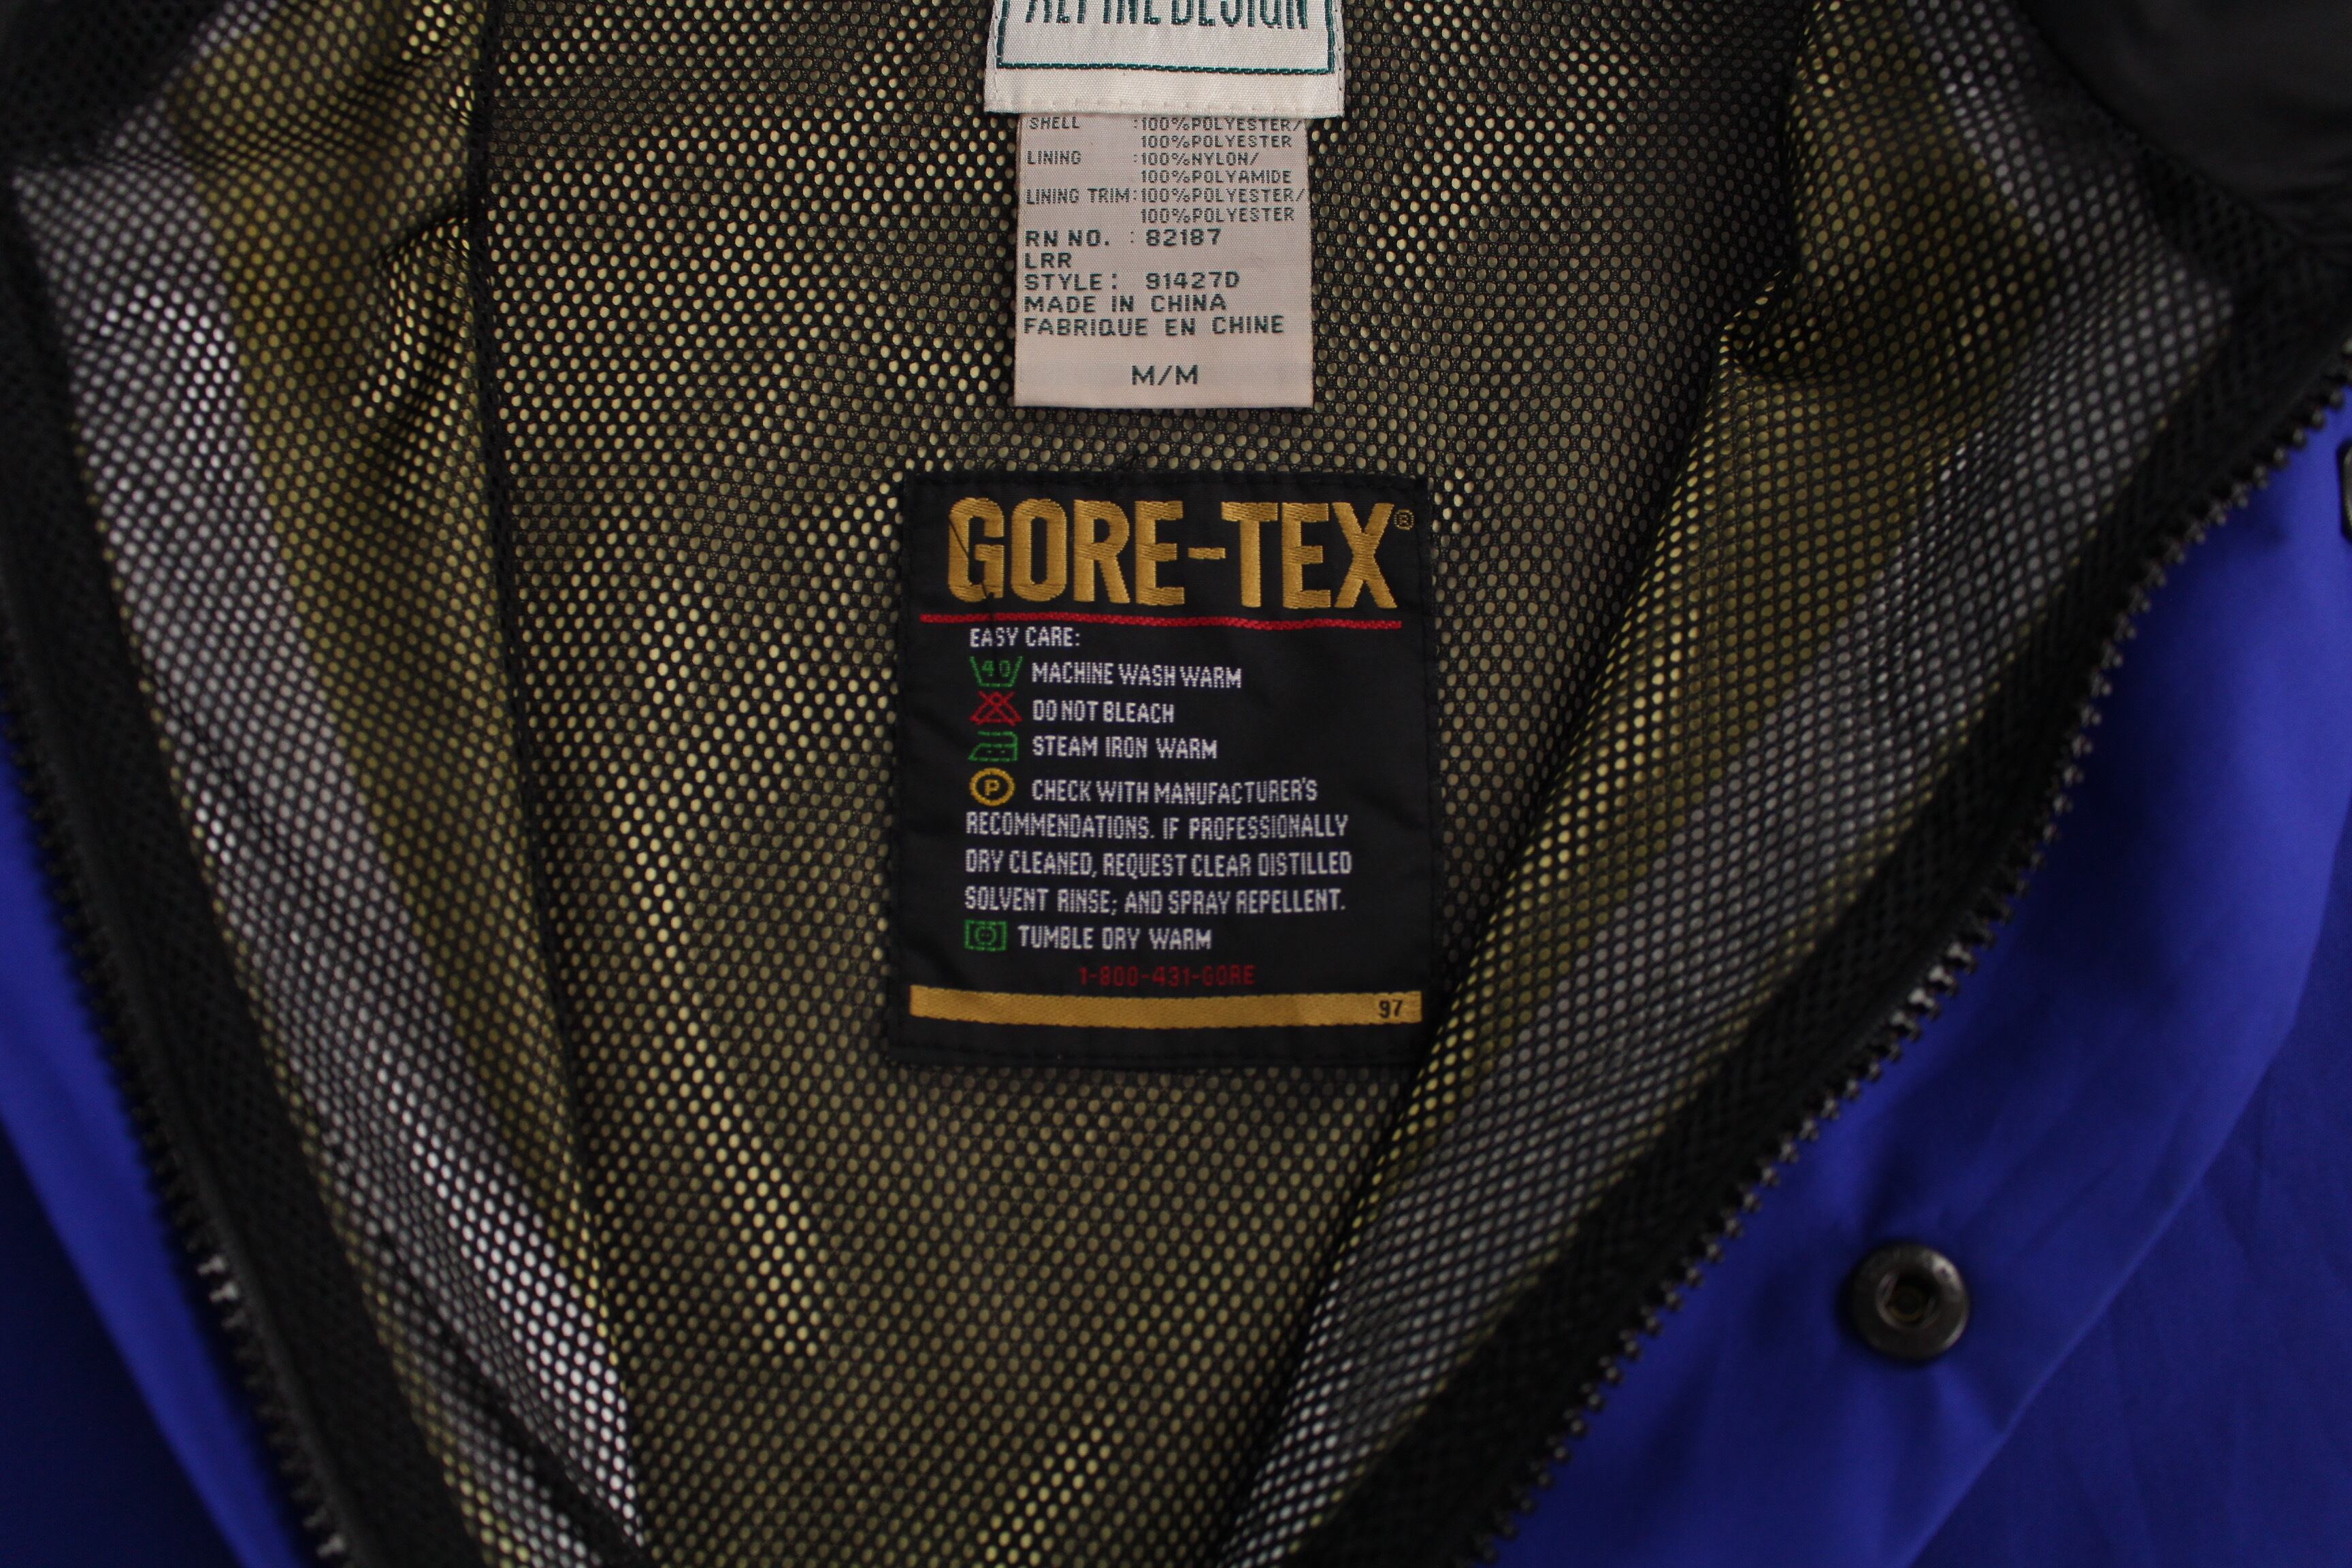 ALPINE DESIGN
SHELL :100%POLYESTER/
100%POLYESTER
LINING :100%NYLON/
100%POLYAMIDE
LINING TRIM:100%POLYESTER/
100%POLYESTER
RN NO. : 82187
LRR
STYLE: 91427D
MADE IN CHINA
FABRIQUE EN CHINE
M/M
GORE-TEX®
EASY CARE:
40 MACHINE WASH WARM
DO NOT BLEACH
STEAM IRON WARM
P CHECK WITH MANUFACTURER'S
RECOMMENDATIONS. IF PROFESSIONALLY
DRY CLEANED, REQUEST CLEAR DISTILLED
SOLVENT RINSE; AND SPRAY REPELLENT.
TUMBLE DRY WARM
1-800-431-GORE
97